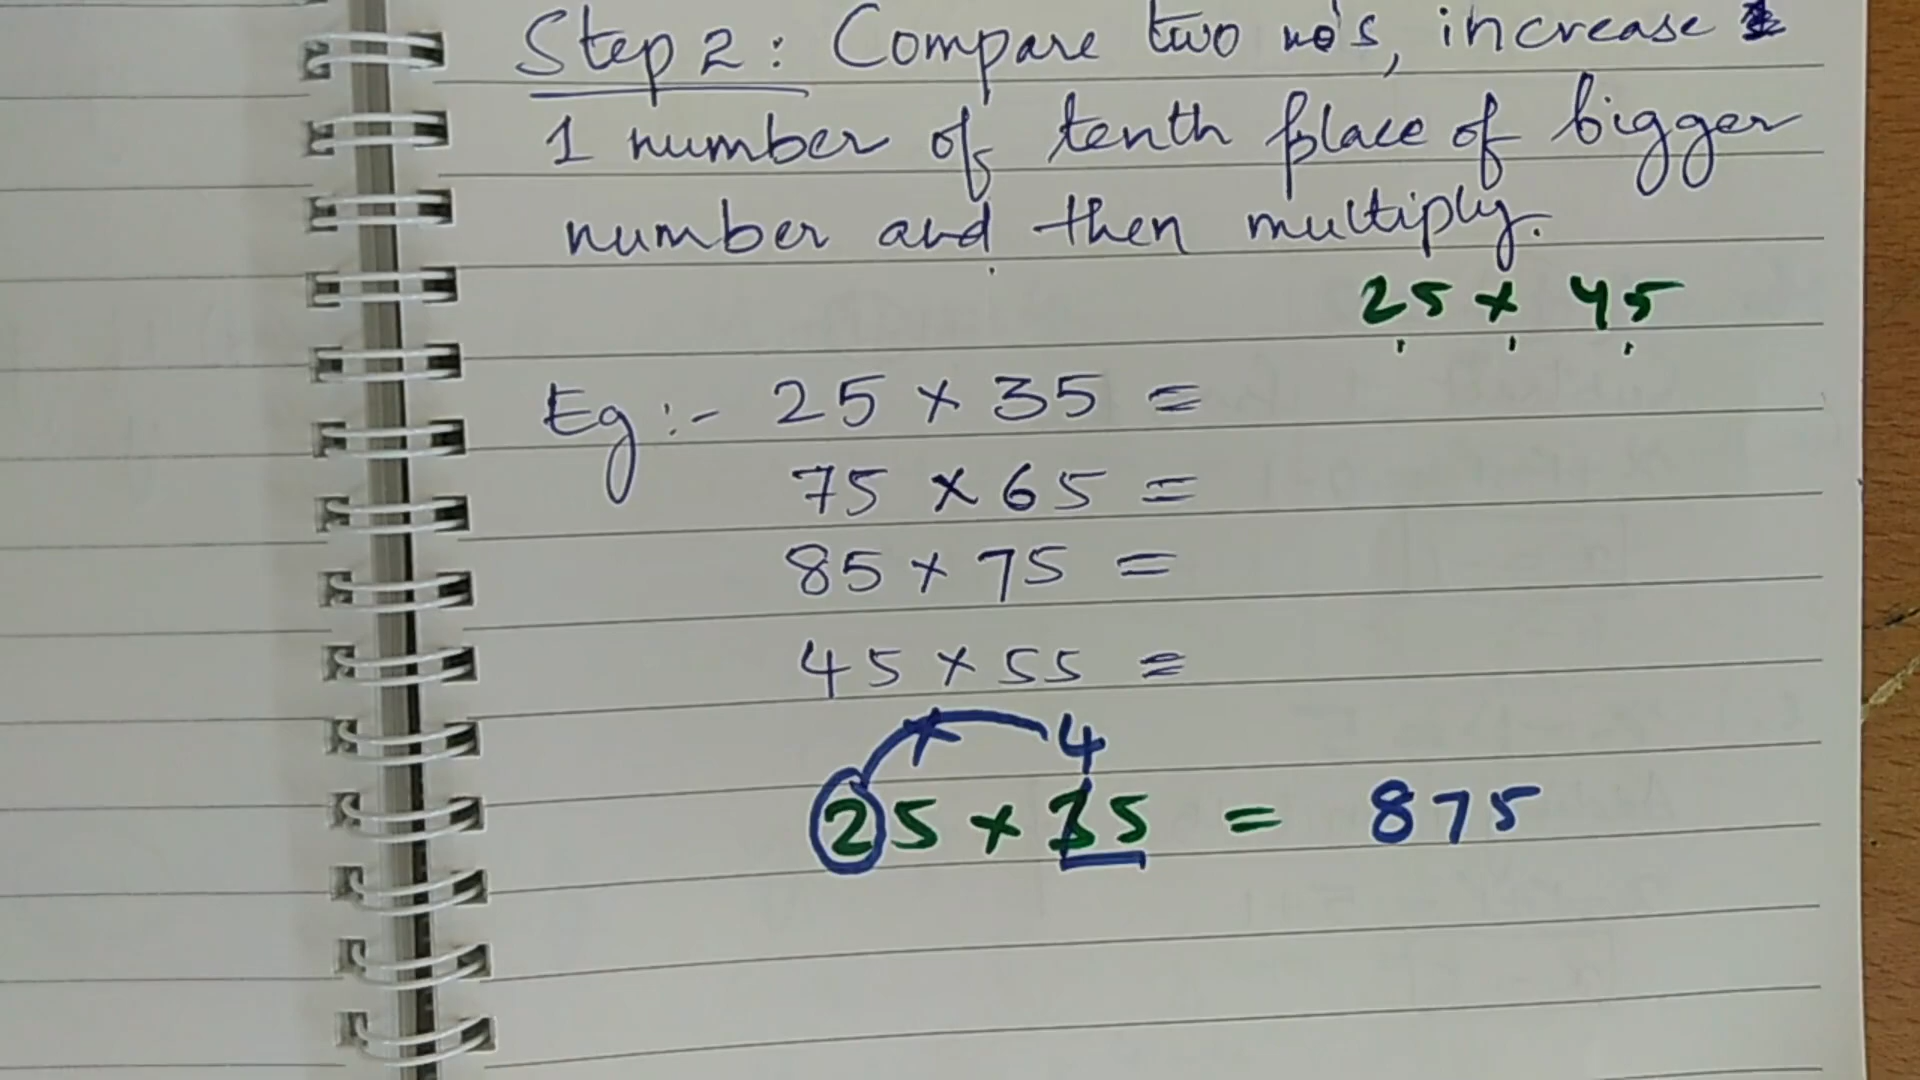 Step 2: Compare two no's, increase
1 number of tenth place of bigger
number and then multiply.
25 x 45
Eg :- 25 x 35 =
75 x 65 =
85 x 75 =
45 x 55 =
x 4
25 x 35 = 875